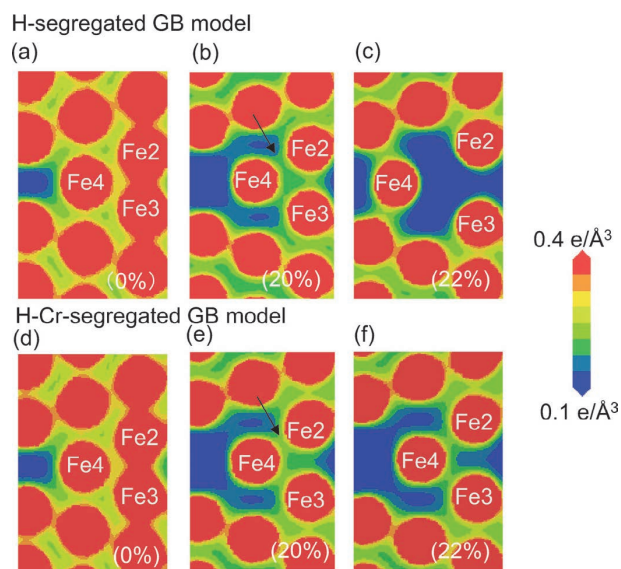 H-segregated GB model
(a) (b) (c)
Fe2 Fe2 Fe2
Fe4 Fe4 Fe4
Fe3 Fe3 Fe3
(0%) (20%) (22%)
0.4 e/Å³
H-Cr-segregated GB model
(d) (e) (f)
Fe2 Fe2 Fe2
Fe4 Fe4 Fe4
Fe3 Fe3 Fe3
(0%) (20%) (22%)
0.1 e/Å³